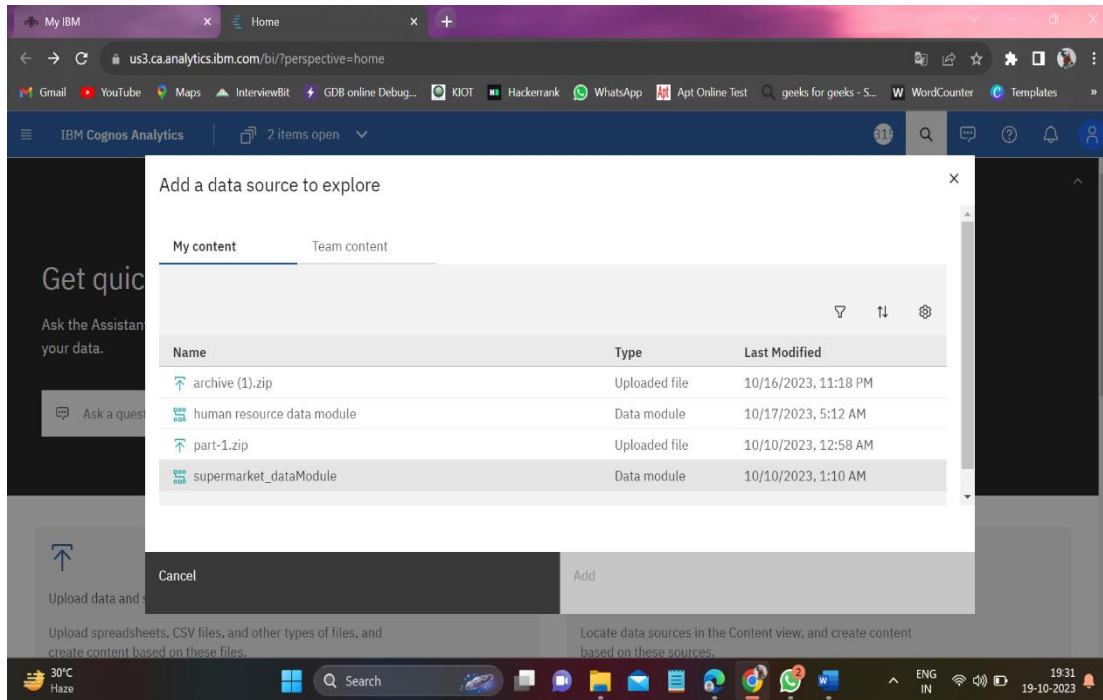 My IBM
Home
us3.ca.analytics.ibm.com/bi/?perspective=home
Gmail YouTube Maps InterviewBit GDB online Debug... KIOT Hackerrank WhatsApp Apt Online Test geeks for geeks - S... WordCounter Templates »
IBM Cognos Analytics 2 items open
Add a data source to explore
My content Team content
Get quic
Ask the Assistan
your data.
Name Type Last Modified
archive (1).zip Uploaded file 10/16/2023, 11:18 PM
Ask a quest
human resource data module Data module 10/17/2023, 5:12 AM
part-1.zip Uploaded file 10/10/2023, 12:58 AM
supermarket_dataModule Data module 10/10/2023, 1:10 AM
Cancel Add
Upload data and s
Upload spreadsheets, CSV files, and other types of files, and
create content based on these files.
Locate data sources in the Content view, and create content
based on these sources.
30°C
Haze
Search
2
ENG
IN
19:31
19-10-2023